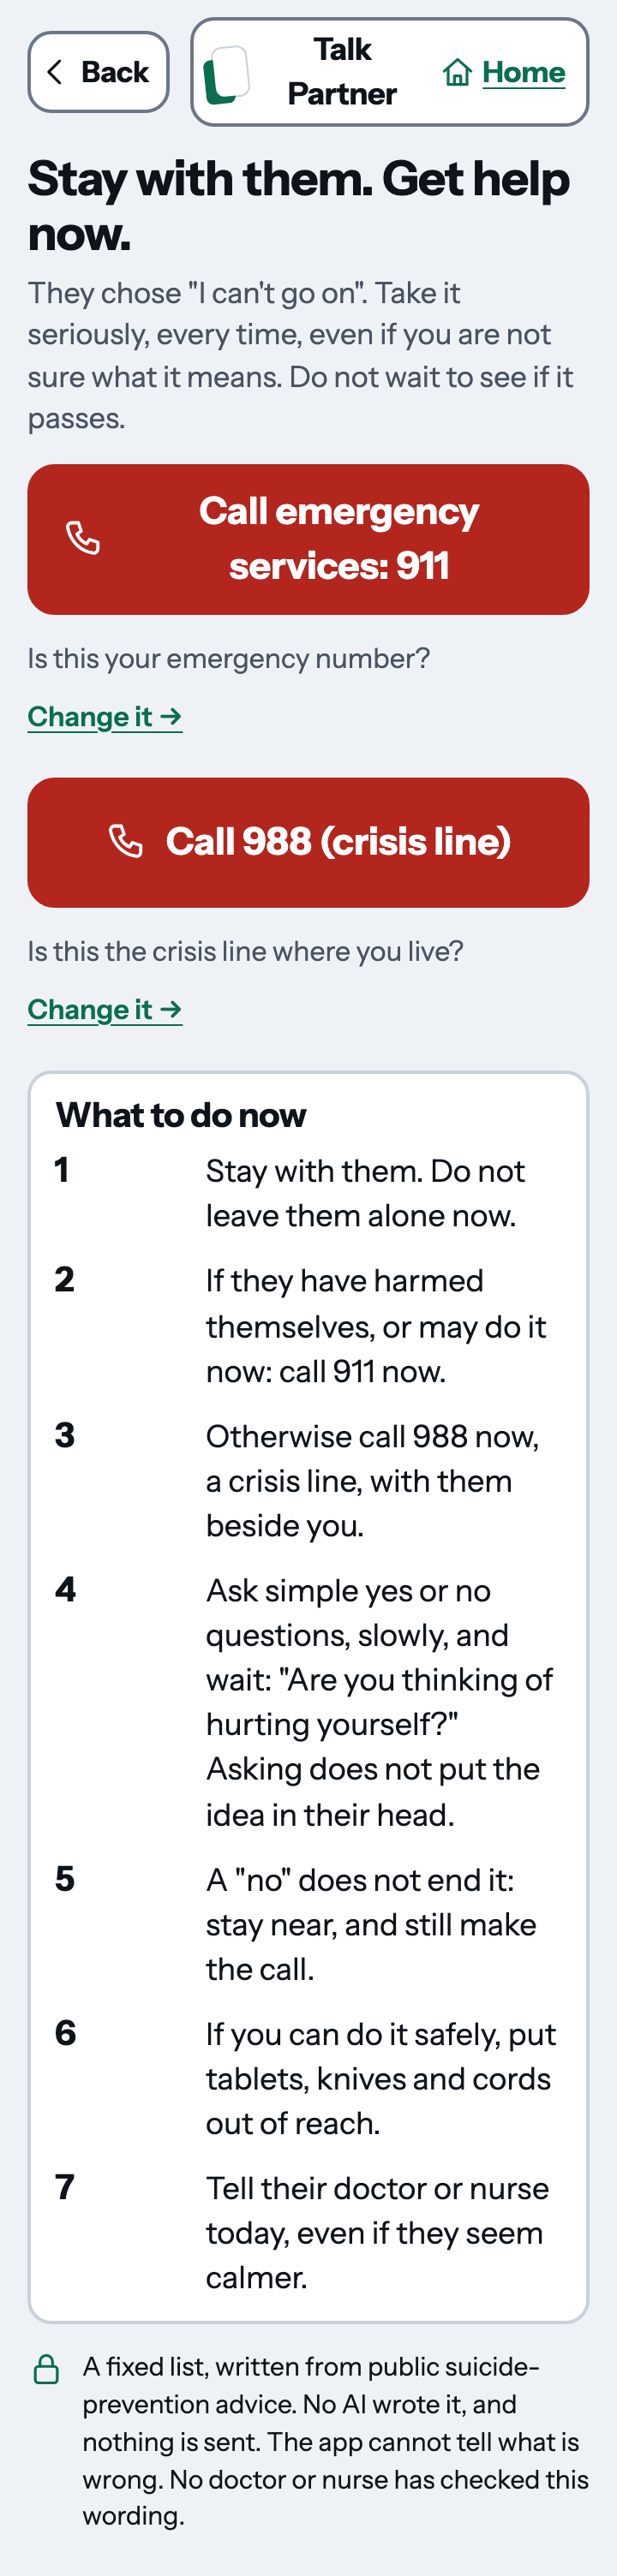 Back
Talk
Partner
Home
Stay with them. Get help
now.
They chose "I can't go on". Take it
seriously, every time, even if you are not
sure what it means. Do not wait to see if it
passes.
Call emergency
services: 911
Is this your emergency number?
Change it →
Call 988 (crisis line)
Is this the crisis line where you live?
Change it →
What to do now
1 Stay with them. Do not
leave them alone now.
2 If they have harmed
themselves, or may do it
now: call 911 now.
3 Otherwise call 988 now,
a crisis line, with them
beside you.
4 Ask simple yes or no
questions, slowly, and
wait: "Are you thinking of
hurting yourself?"
Asking does not put the
idea in their head.
5 A "no" does not end it:
stay near, and still make
the call.
6 If you can do it safely, put
tablets, knives and cords
out of reach.
7 Tell their doctor or nurse
today, even if they seem
calmer.
A fixed list, written from public suicide-
prevention advice. No AI wrote it, and
nothing is sent. The app cannot tell what is
wrong. No doctor or nurse has checked this
wording.